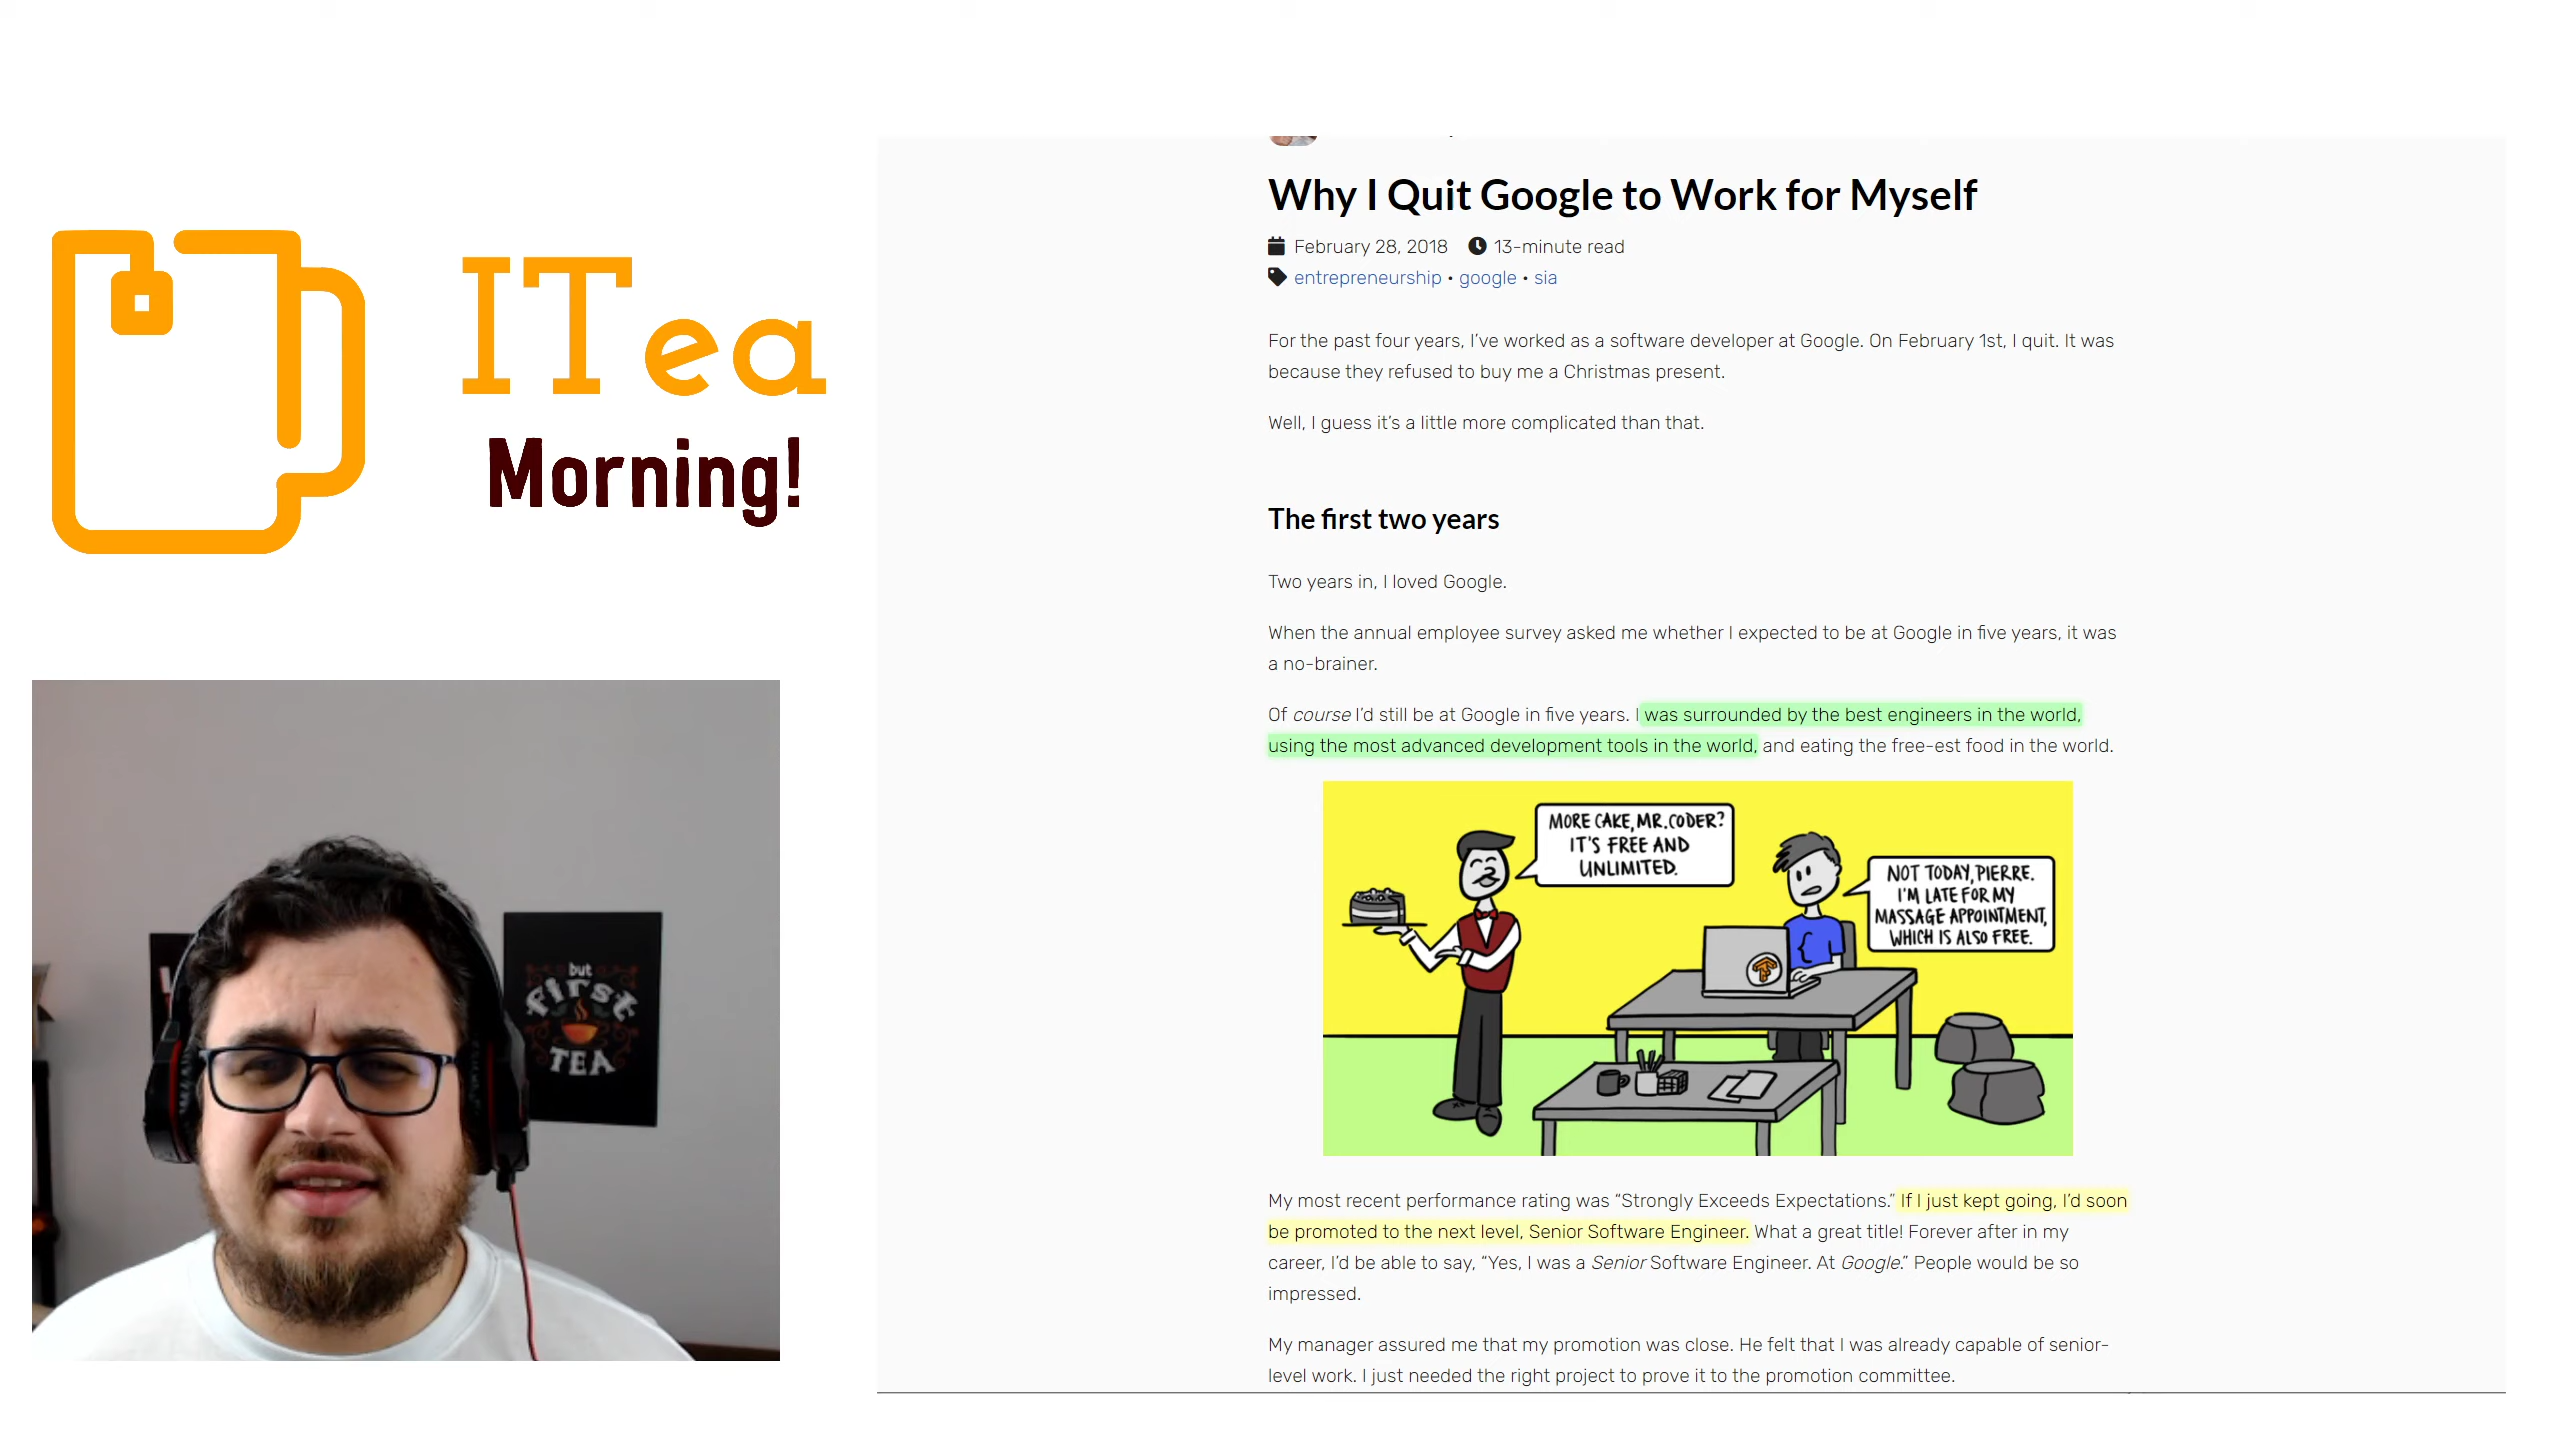 ITea
Morning!
but
first
TEA
Why I Quit Google to Work for Myself
February 28, 2018 13-minute read
entrepreneurship • google • sia
For the past four years, I've worked as a software developer at Google. On February 1st, I quit. It was
because they refused to buy me a Christmas present.
Well, I guess it's a little more complicated than that.
The first two years
Two years in, I loved Google.
When the annual employee survey asked me whether I expected to be at Google in five years, it was
a no-brainer.
Of course I'd still be at Google in five years. I was surrounded by the best engineers in the world,
using the most advanced development tools in the world, and eating the free-est food in the world.
MORE CAKE, MR. CODER?
IT'S FREE AND
UNLIMITED.
NOT TODAY, PIERRE.
I'M LATE FOR MY
MASSAGE APPOINTMENT,
WHICH IS ALSO FREE.
My most recent performance rating was “Strongly Exceeds Expectations.” If I just kept going, I'd soon
be promoted to the next level, Senior Software Engineer. What a great title! Forever after in my
career, I'd be able to say, “Yes, I was a Senior Software Engineer. At Google.” People would be so
impressed.
My manager assured me that my promotion was close. He felt that I was already capable of senior-
level work. I just needed the right project to prove it to the promotion committee.